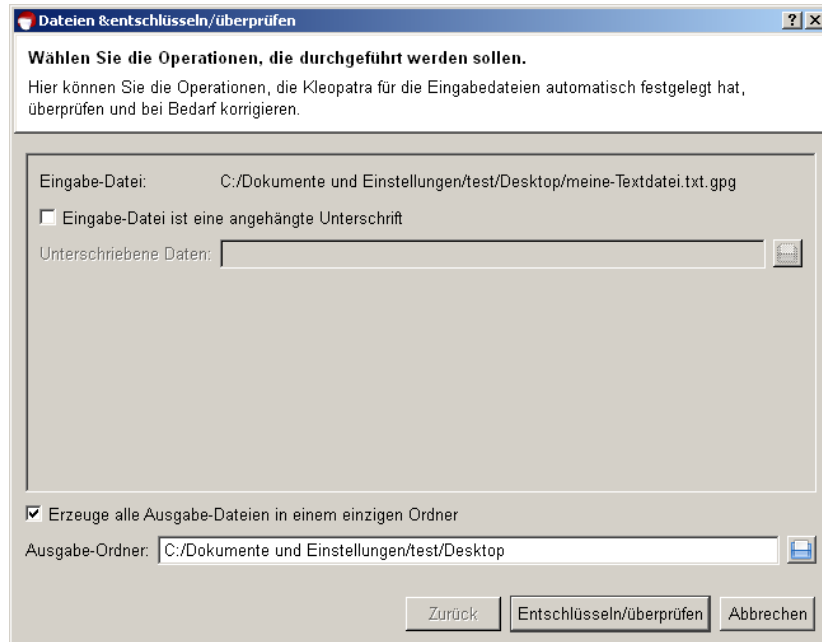 Dateien &entschlüsseln/überprüfen
Wählen Sie die Operationen, die durchgeführt werden sollen.
Hier können Sie die Operationen, die Kleopatra für die Eingabedateien automatisch festgelegt hat,
überprüfen und bei Bedarf korrigieren.
Eingabe-Datei: C:/Dokumente und Einstellungen/test/Desktop/meine-Textdatei.txt.gpg
Eingabe-Datei ist eine angehängte Unterschrift
Unterschriebene Daten:
Erzeuge alle Ausgabe-Dateien in einem einzigen Ordner
Ausgabe-Ordner: C:/Dokumente und Einstellungen/test/Desktop
Zurück Entschlüsseln/überprüfen Abbrechen